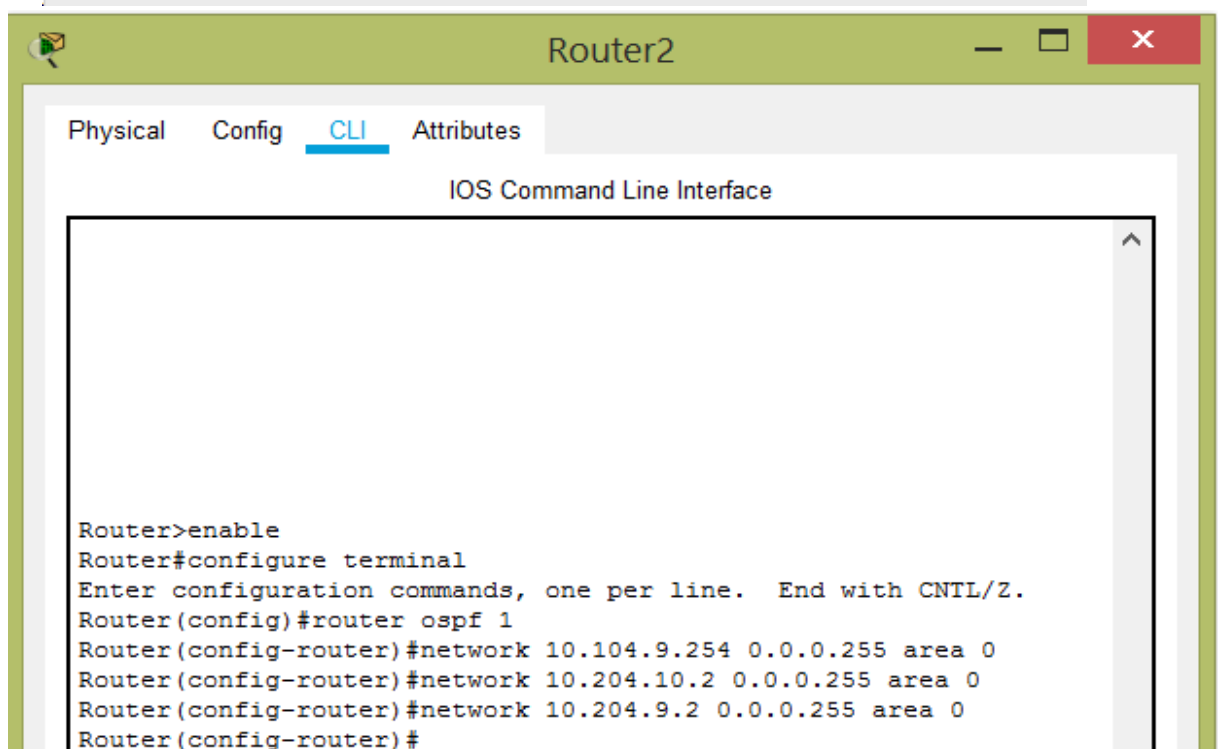 Router2
Physical Config CLI Attributes
IOS Command Line Interface
Router>enable
Router#configure terminal
Enter configuration commands, one per line.  End with CNTL/Z.
Router(config)#router ospf 1
Router(config-router)#network 10.104.9.254 0.0.0.255 area 0
Router(config-router)#network 10.204.10.2 0.0.0.255 area 0
Router(config-router)#network 10.204.9.2 0.0.0.255 area 0
Router(config-router)#